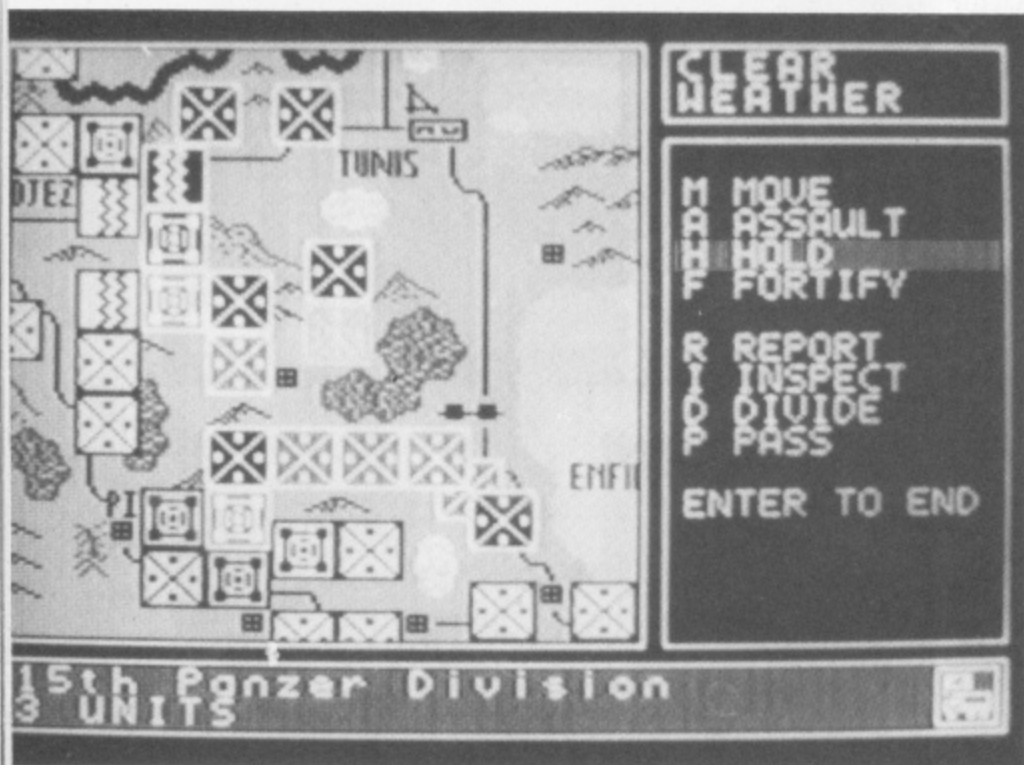 CLEAR
WEATHER
TUNIS
DJEZ
M MOVE
A ASSAULT
H HOLD
F FORTIFY
R REPORT
I INSPECT
D DIVIDE
P PASS
ENFI
PI
ENTER TO END
15th Panzer Division
3 UNITS